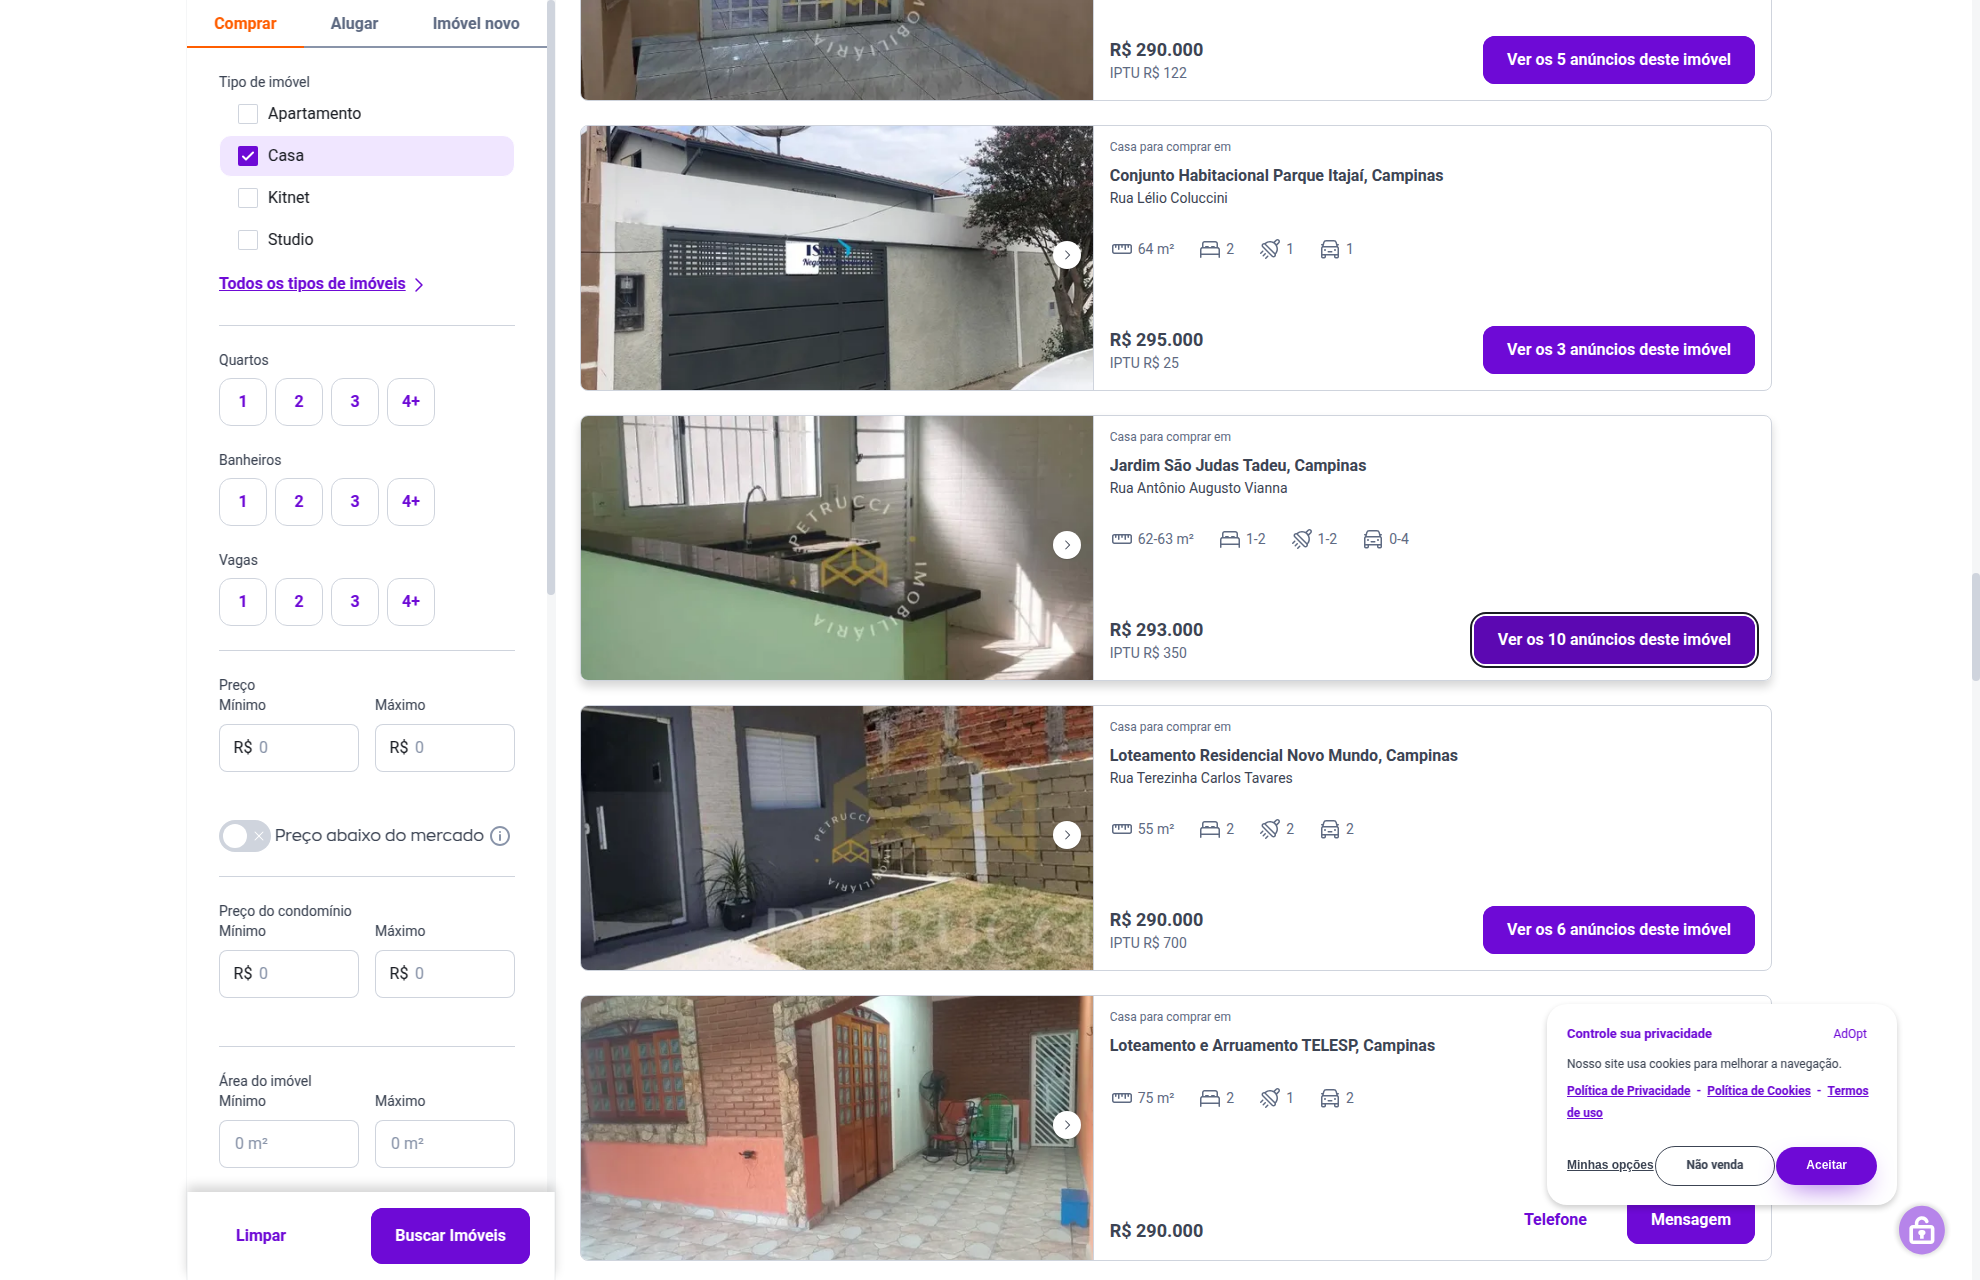 Comprar
Alugar
Imóvel novo
Tipo de imóvel
Apartamento
Casa
Kitnet
Studio
Todos os tipos de imóveis
Quartos
1
2
3
4+
Banheiros
1
2
3
4+
Vagas
1
2
3
4+
Preço
Mínimo
Máximo
R$ 0
R$ 0
Preço abaixo do mercado
Preço do condomínio
Mínimo
Máximo
R$ 0
R$ 0
Área do imóvel
Mínimo
Máximo
0 m²
0 m²
Limpar
Buscar Imóveis
IMOBILIÁRIA
R$ 290.000
IPTU R$ 122
Ver os 5 anúncios deste imóvel
Casa para comprar em
Conjunto Habitacional Parque Itajaí, Campinas
Rua Lélio Coluccini
64 m²
2
1
1
R$ 295.000
IPTU R$ 25
Ver os 3 anúncios deste imóvel
PETRUCCI
IMOBILIÁRIA
Casa para comprar em
Jardim São Judas Tadeu, Campinas
Rua Antônio Augusto Vianna
62-63 m²
1-2
1-2
0-4
R$ 293.000
IPTU R$ 350
Ver os 10 anúncios deste imóvel
PETRUCCI
IMOBILIÁRIA
PETRUCCI
Casa para comprar em
Loteamento Residencial Novo Mundo, Campinas
Rua Terezinha Carlos Tavares
55 m²
2
2
2
R$ 290.000
IPTU R$ 700
Ver os 6 anúncios deste imóvel
Casa para comprar em
Loteamento e Arruamento TELESP, Campinas
75 m²
2
1
2
R$ 290.000
Telefone
Mensagem
Controle sua privacidade
AdOpt
Nosso site usa cookies para melhorar a navegação.
Política de Privacidade - Política de Cookies - Termos
de uso
Minhas opções
Não venda
Aceitar